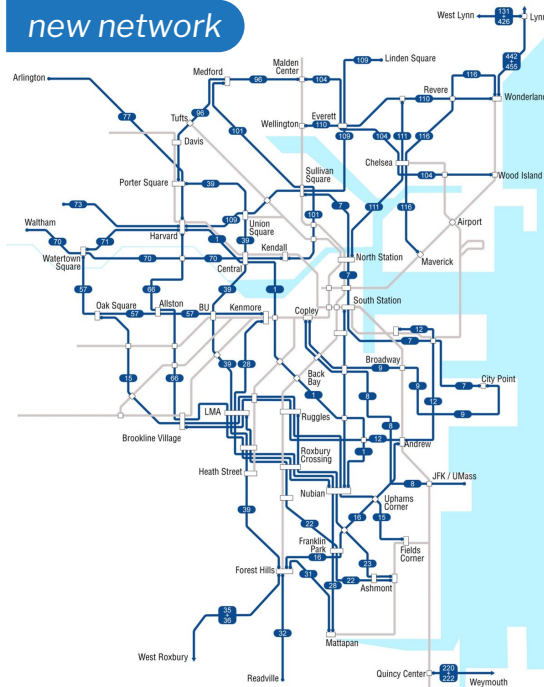 new network
131
+
426
West Lynn
Lynn
442
+
455
109
Linden Square
Malden
Center
Medford
96
104
Arlington
77
96
Revere
116
110
Wonderland
Everett
Wellington
110
109
104
111
116
Tufts
101
Davis
Chelsea
104
Wood Island
Porter Square
39
Sullivan
Square
7
111
116
73
109
Union
Square
101
Airport
Waltham
Harvard
1
39
Kendall
70
71
70
Central
North Station
Maverick
Watertown
Square
7
57
66
39
1
Oak Square
Allston
57
57
BU
Kenmore
Copley
South Station
12
7
15
66
39
28
Back
Bay
Broadway
9
8
9
7
City Point
1
12
9
LMA
Ruggles
8
Brookline Village
Roxbury
Crossing
12
Andrew
1
Heath Street
Nubian
8
JFK / UMass
Uphams
Corner
39
22
16
15
Franklin
Park
Fields
Corner
16
23
Forest Hills
31
28
22
Ashmont
35
+
36
32
Mattapan
West Roxbury
Readville
Quincy Center
220
+
222
Weymouth